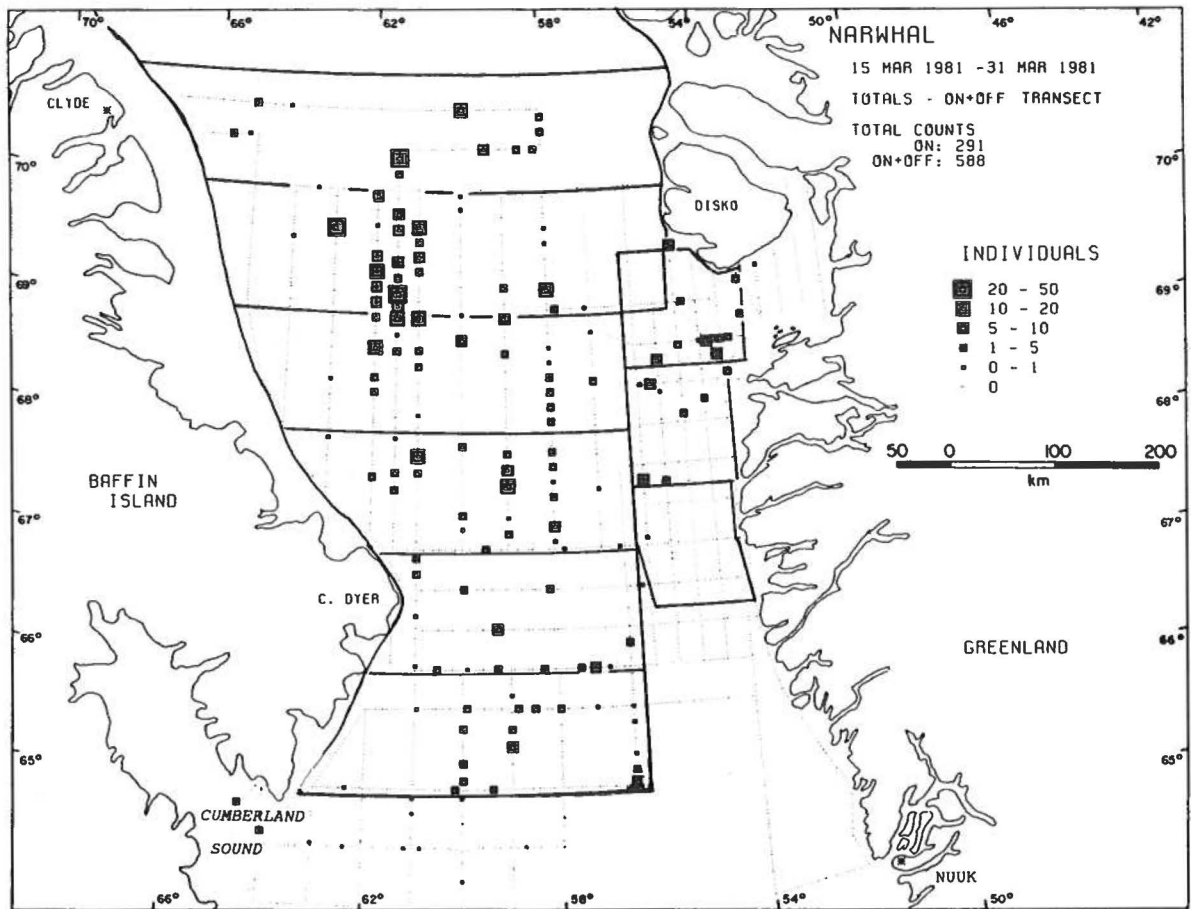 70° 66° 62° 58° 54° 50° 46° 42°
NARWHAL
15 MAR 1981 -31 MAR 1981
TOTALS - ON+OFF TRANSECT
TOTAL COUNTS
ON: 291
ON+OFF: 588
CLYDE
70° 70°
DISKO
INDIVIDUALS
20 - 50
10 - 20
5 - 10
1 - 5
0 - 1
0
69° 69°
68° 68°
50 0 100 200
km
BAFFIN
ISLAND
67° 67°
C. DYER
66° 66°
GREENLAND
65° 65°
CUMBERLAND
SOUND
NUUK
66° 62° 58° 54° 50°